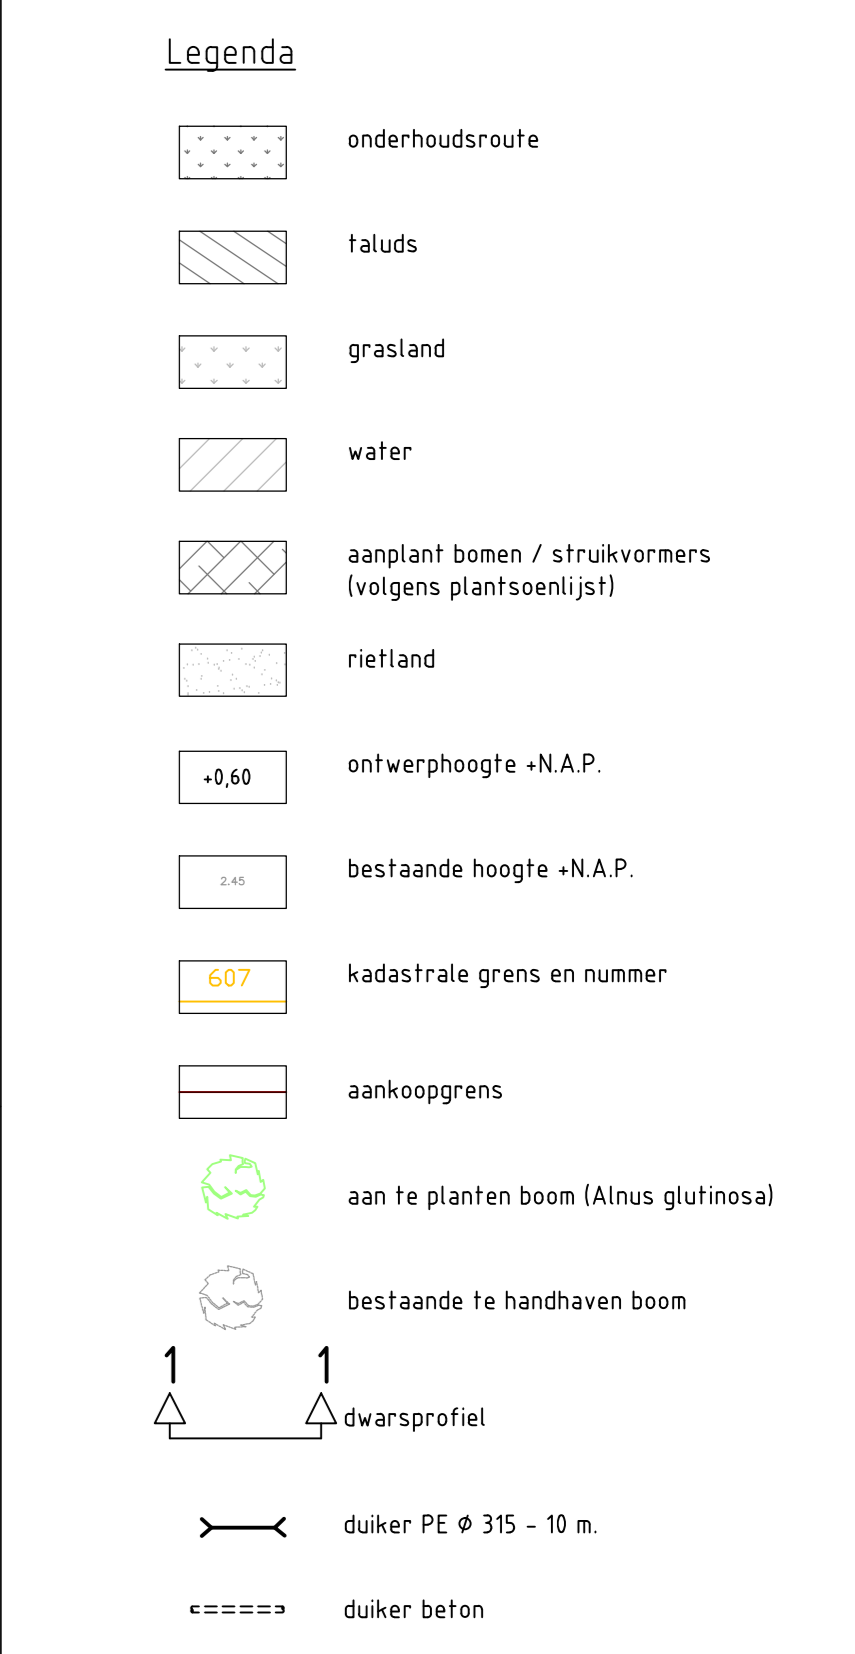 Legenda
onderhoudsroute
taluds
grasland
water
aanplant bomen / struikvormers
(volgens plantsoenlijst)
rietland
+0,60 ontwerphoogte +N.A.P.
2.45 bestaande hoogte +N.A.P.
607 kadastrale grens en nummer
aankoopgrens
aan te planten boom (Alnus glutinosa)
bestaande te handhaven boom
1 1
dwarsprofiel
duiker PE Ø 315 - 10 m.
duiker beton